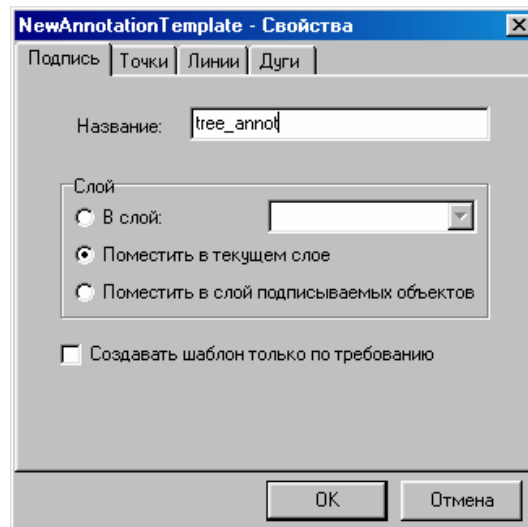 NewAnnotationTemplate - Свойства
Подпись Точки Линии Дуги
Название: tree_annot
Слой
В слой:
Поместить в текущем слое
Поместить в слой подписываемых объектов
Создавать шаблон только по требованию
OK Отмена